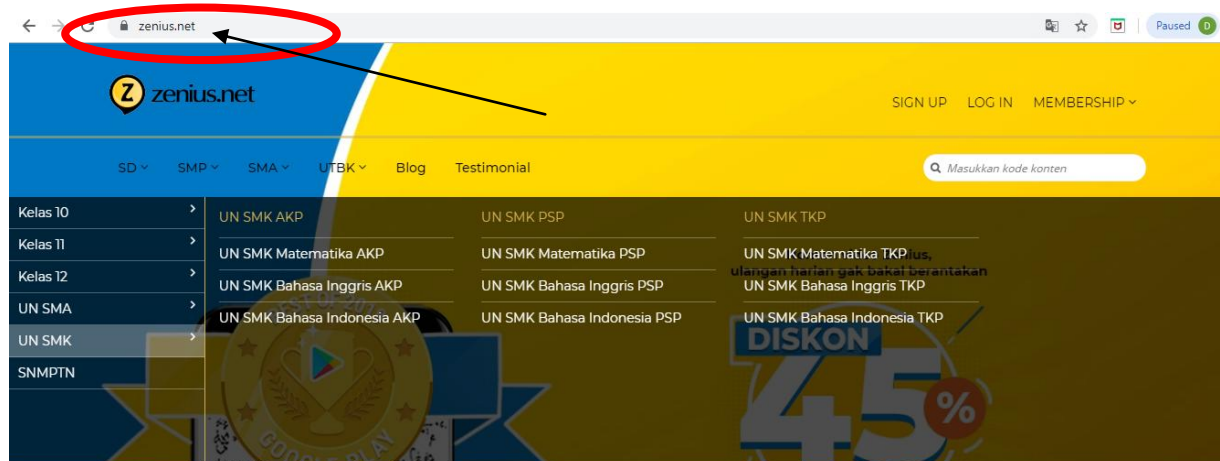 zenius.net
Paused D
Z zenius.net
SIGN UP LOG IN MEMBERSHIP
SD SMP SMA UTBK Blog Testimonial
Masukkan kode konten
Kelas 10
Kelas 11
Kelas 12
UN SMA
UN SMK
SNMPTN
UN SMK AKP
UN SMK Matematika AKP
UN SMK Bahasa Inggris AKP
UN SMK Bahasa Indonesia AKP
UN SMK PSP
UN SMK Matematika PSP
UN SMK Bahasa Inggris PSP
UN SMK Bahasa Indonesia PSP
UN SMK TKP
UN SMK Matematika TKP
UN SMK Bahasa Inggris TKP
UN SMK Bahasa Indonesia TKP
ulangan harian gak bakal berantakan
BEST OF
GOOGLE PLAY
DISKON
45%